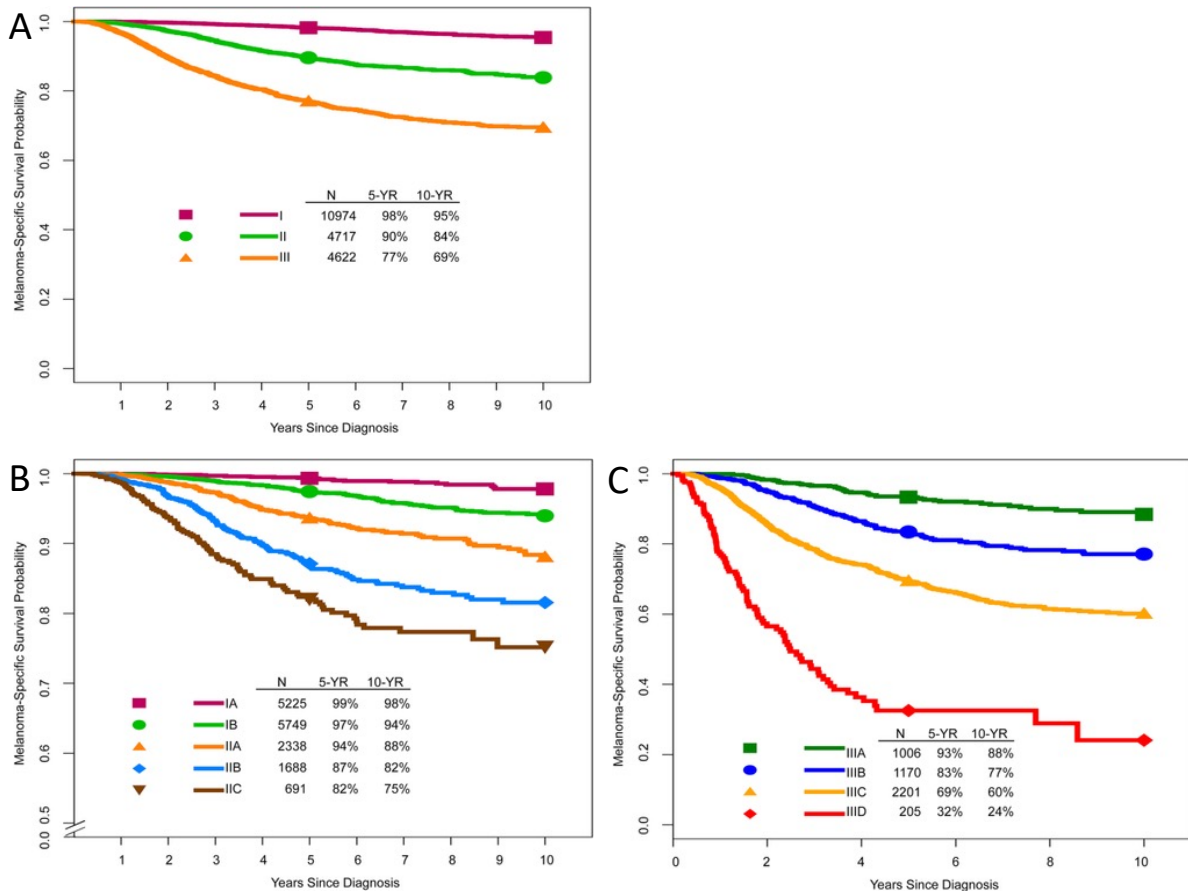 A
Melanoma-Specific Survival Probability
1.0
0.8
0.6
0.4
0.2
0.0
N 5-YR 10-YR
I 10974 98% 95%
II 4717 90% 84%
III 4622 77% 69%
1 2 3 4 5 6 7 8 9 10
Years Since Diagnosis
B
Melanoma-Specific Survival Probability
1.0
0.9
0.8
0.7
0.6
0.5
0.0
N 5-YR 10-YR
IA 5225 99% 98%
IB 5749 97% 94%
IIA 2338 94% 88%
IIB 1688 87% 82%
IIC 691 82% 75%
1 2 3 4 5 6 7 8 9 10
Years Since Diagnosis
C
Melanoma-Specific Survival Probability
1.0
0.8
0.6
0.4
0.2
0.0
N 5-YR 10-YR
IIIA 1006 93% 88%
IIIB 1170 83% 77%
IIIC 2201 69% 60%
IIID 205 32% 24%
0 2 4 6 8 10
Years Since Diagnosis